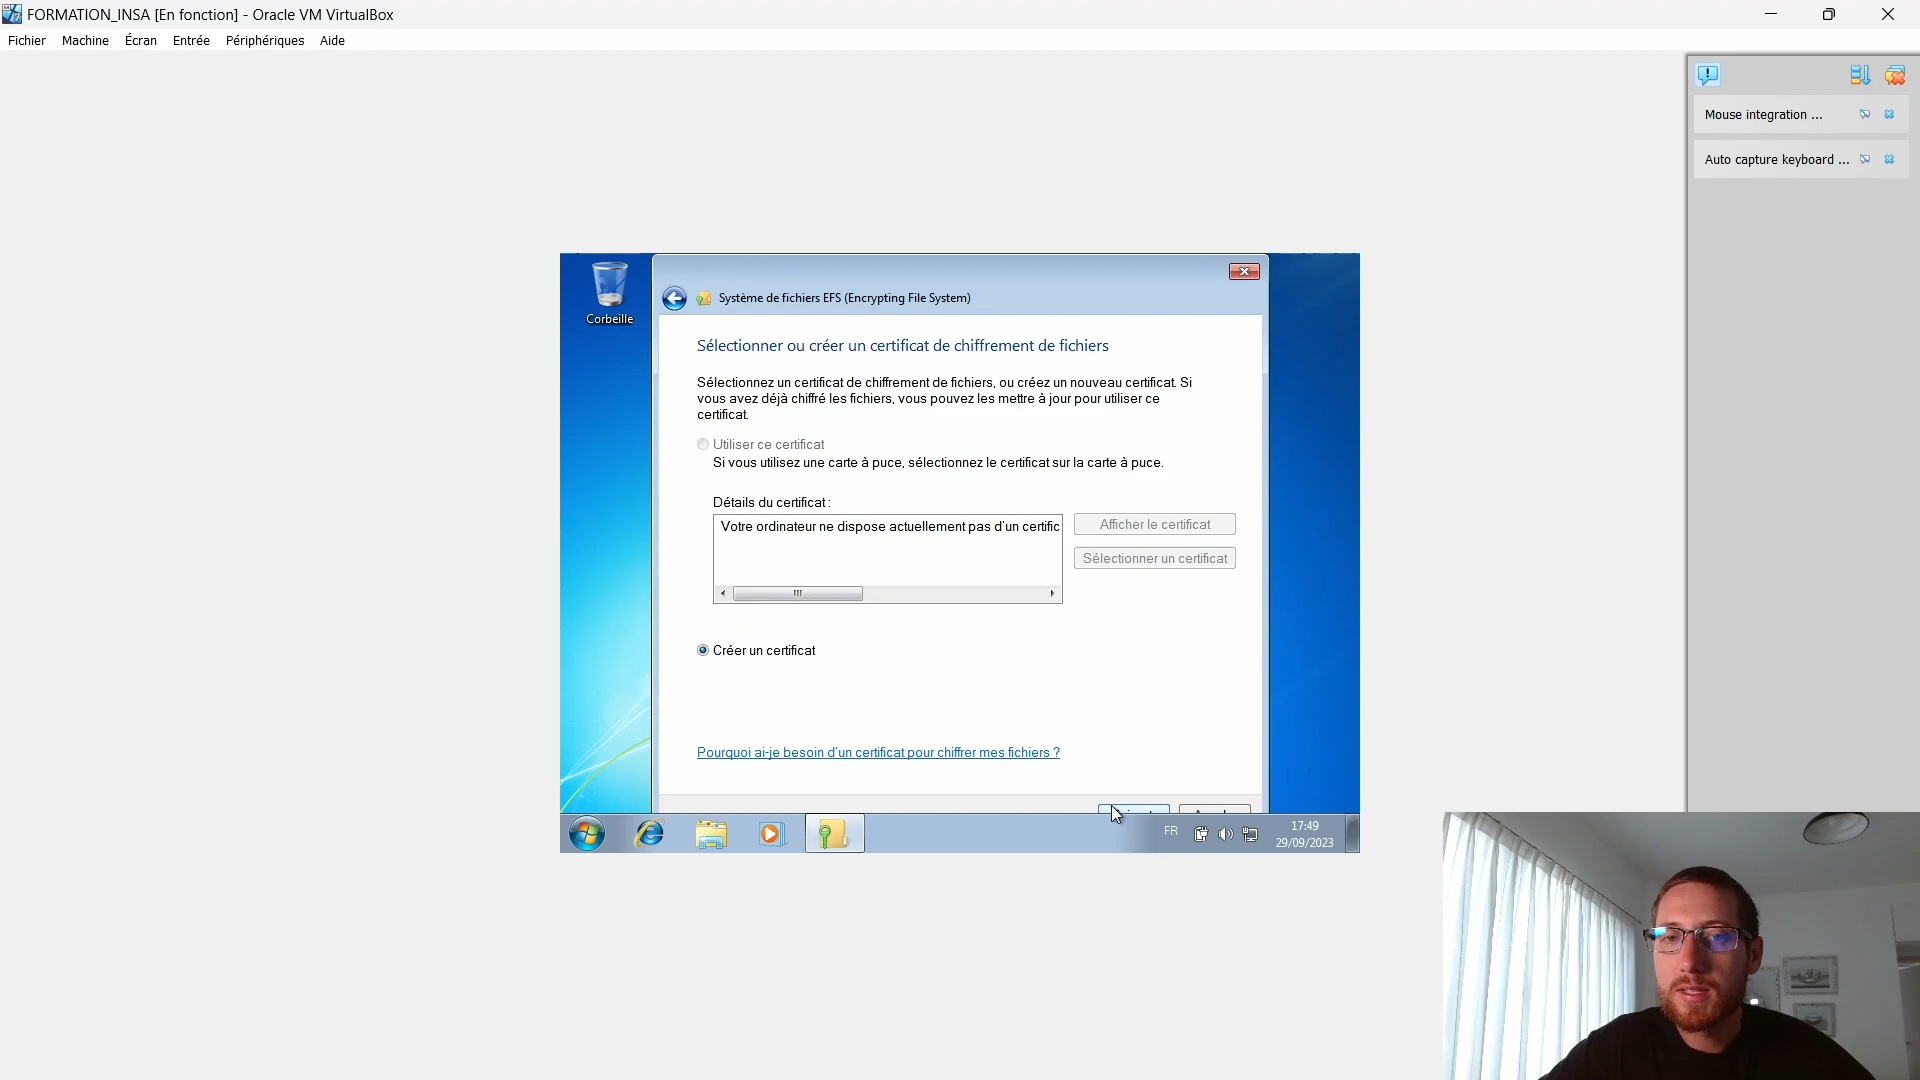 FORMATION_INSA [En fonction] - Oracle VM VirtualBox
Fichier Machine Écran Entrée Périphériques Aide
Mouse integration ...
Auto capture keyboard ...
Corbeille
Système de fichiers EFS (Encrypting File System)
Sélectionner ou créer un certificat de chiffrement de fichiers
Sélectionnez un certificat de chiffrement de fichiers, ou créez un nouveau certificat. Si
vous avez déjà chiffré les fichiers, vous pouvez les mettre à jour pour utiliser ce
certificat.
Utiliser ce certificat
Si vous utilisez une carte à puce, sélectionnez le certificat sur la carte à puce.
Détails du certificat :
Votre ordinateur ne dispose actuellement pas d'un certific
Afficher le certificat
Sélectionner un certificat
Créer un certificat
Pourquoi ai-je besoin d'un certificat pour chiffrer mes fichiers ?
FR
17:49
29/09/2023